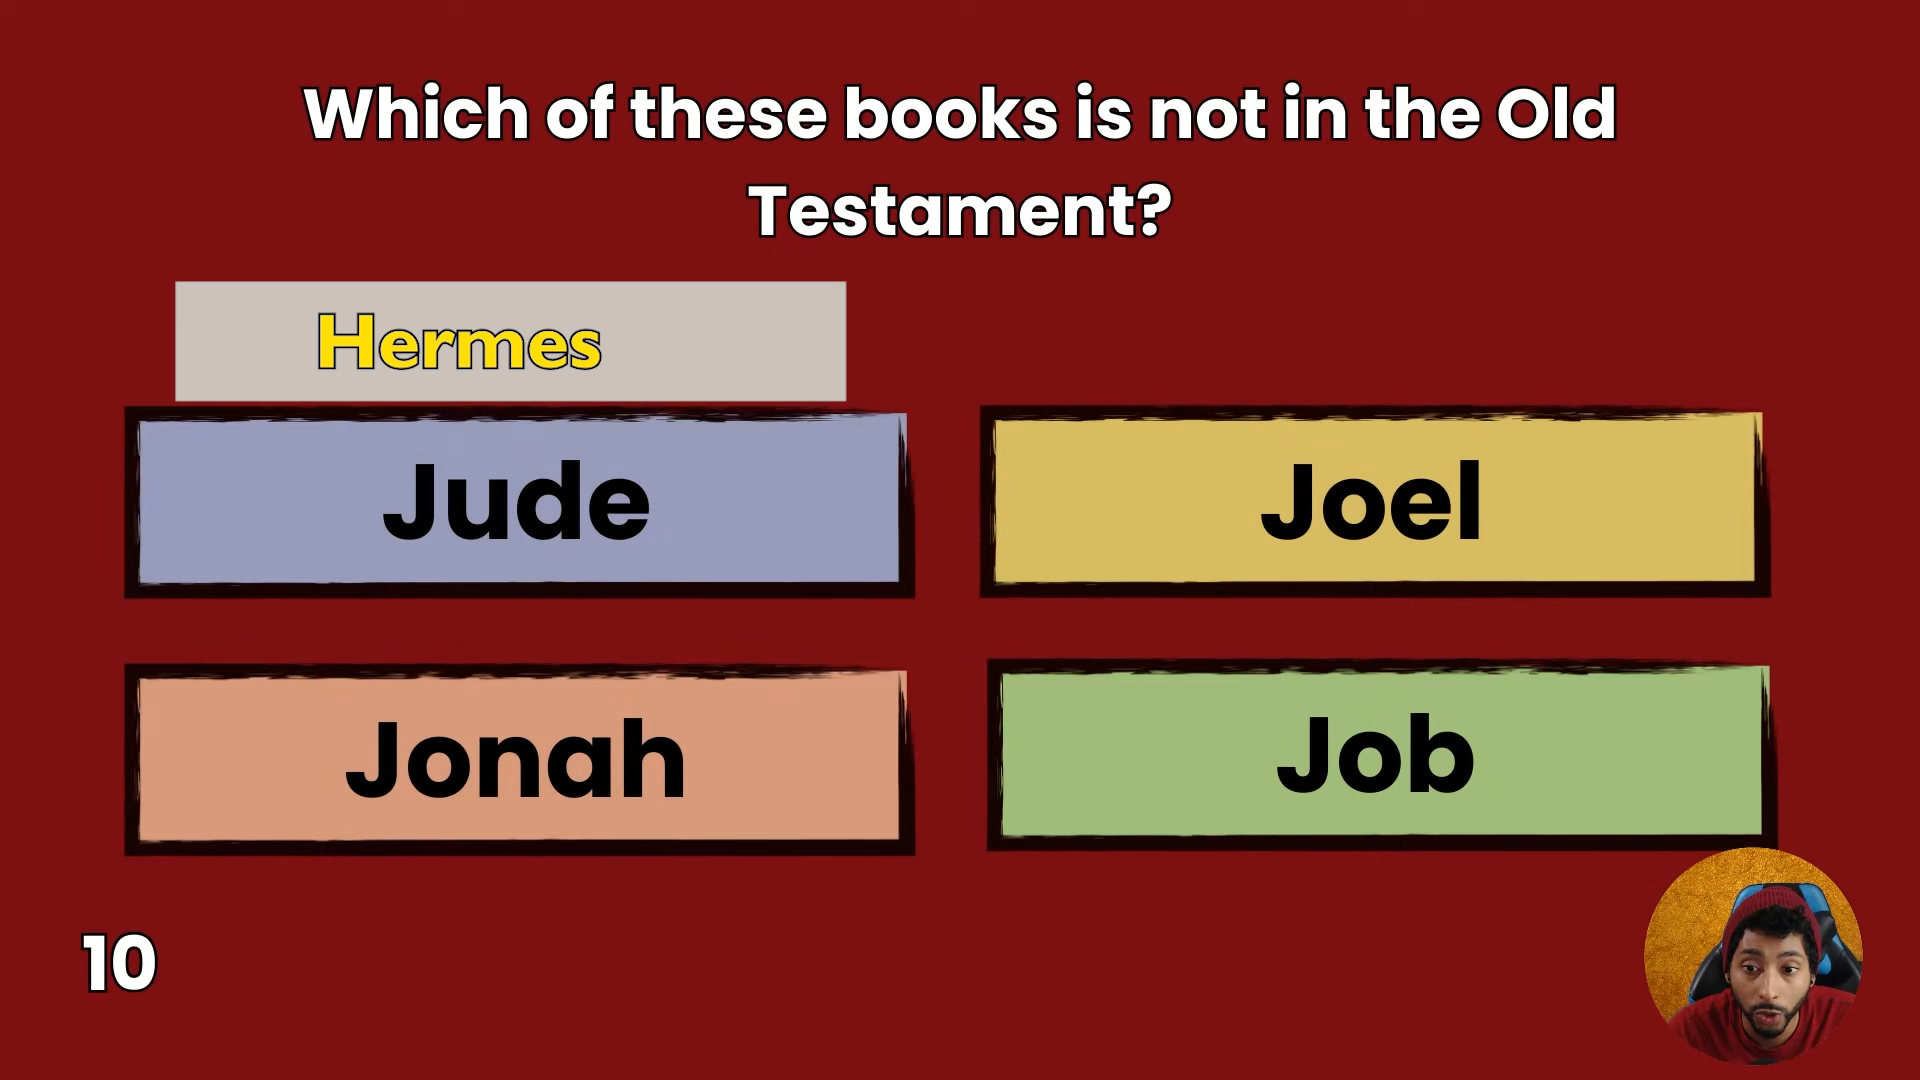 Which of these books is not in the Old
Testament?
Hermes
Jude
Joel
Jonah
Job
10